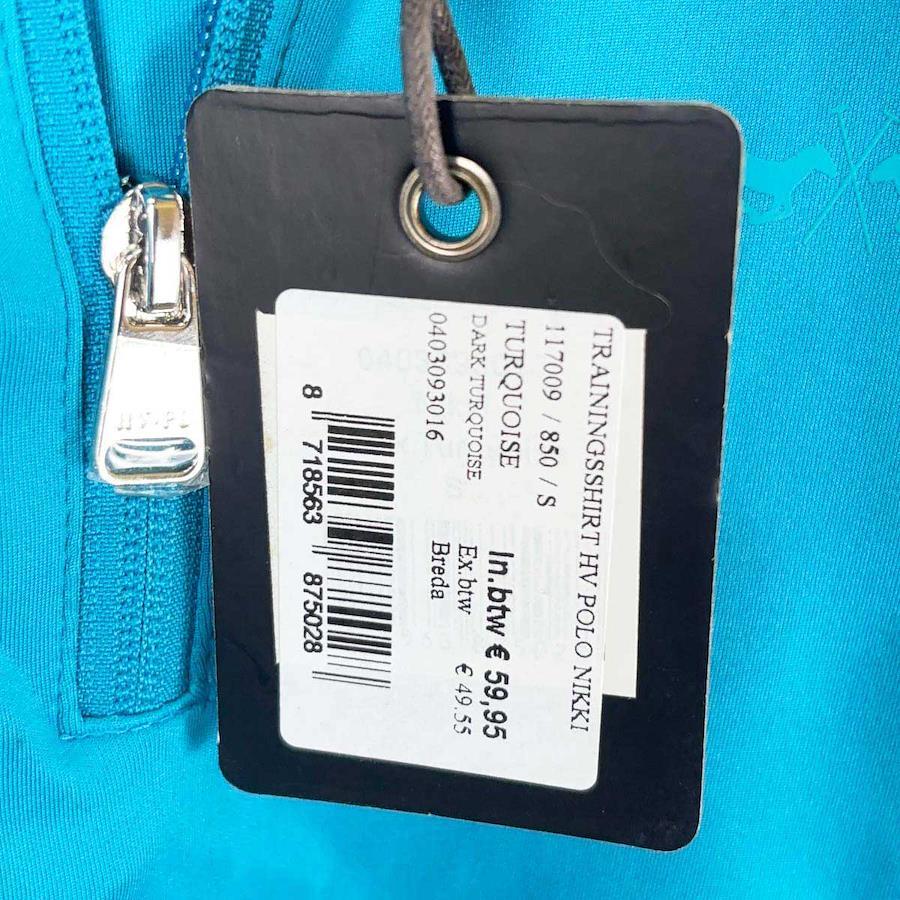 TRAININGSSHIRT HV POLO NIKKI
117009 / 850 / S
TURQUOISE
DARK TURQUOISE
0403093016
In.btw € 59,95
Ex.btw € 49.55
Breda
8 718563 875028